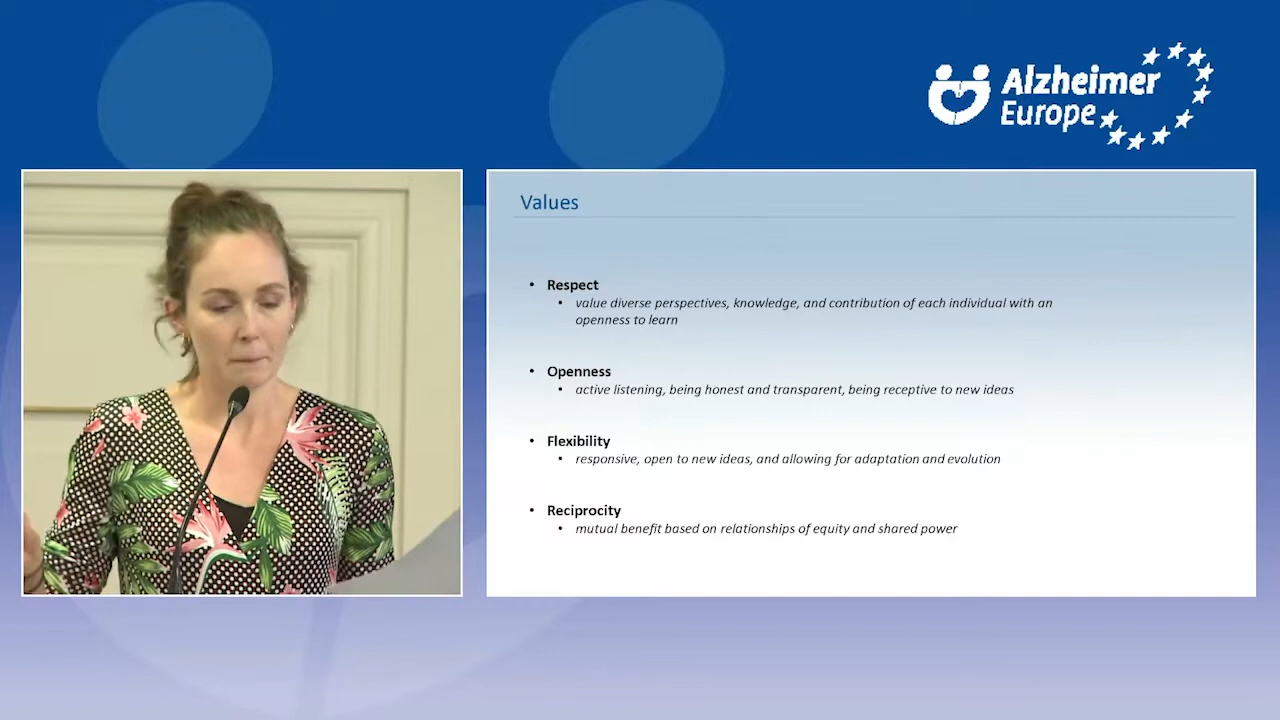 Alzheimer
Europe
Values
• Respect
• value diverse perspectives, knowledge, and contribution of each individual with an
openness to learn
• Openness
• active listening, being honest and transparent, being receptive to new ideas
• Flexibility
• responsive, open to new ideas, and allowing for adaptation and evolution
• Reciprocity
• mutual benefit based on relationships of equity and shared power